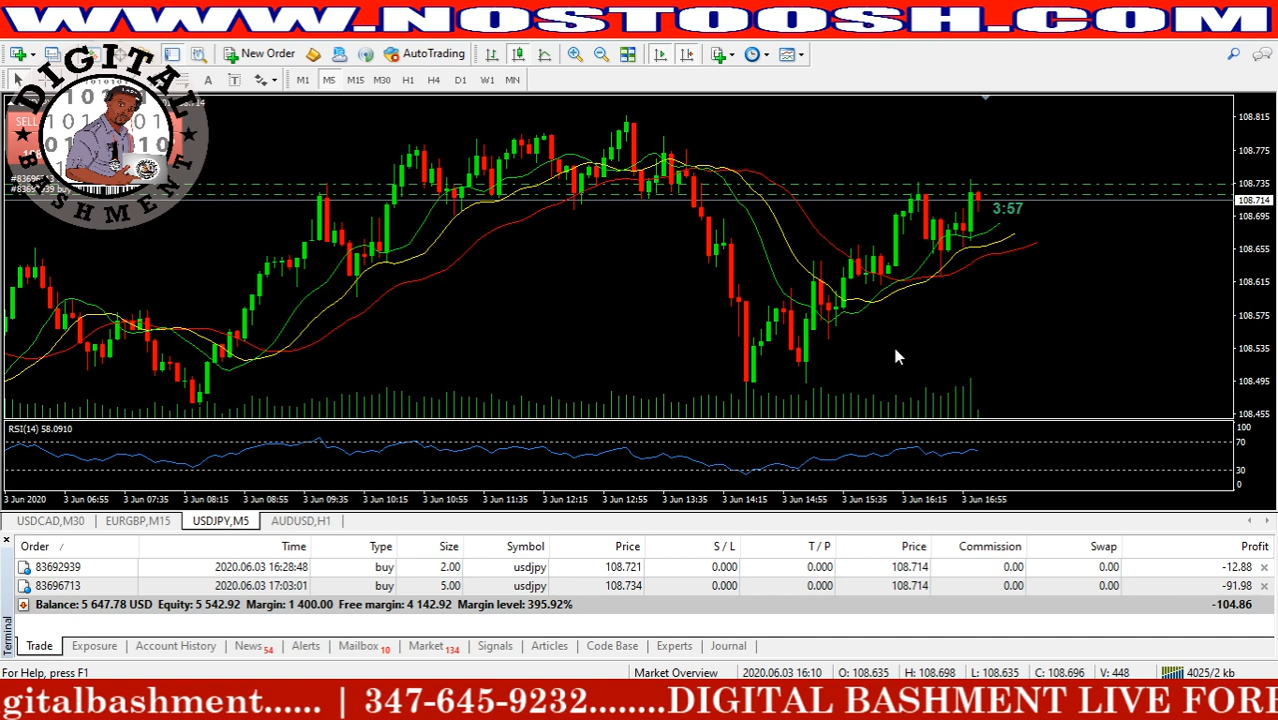 WWW.NOSTOOSH.COM
New Order
AutoTrading
A
T
M1 M5 M15 M30 H1 H4 D1 W1 MN
DIGITAL
BASHMENT
SELL
108.815
108.775
108.735
108.714
108.695
108.655
108.615
108.575
108.535
108.495
108.455
3:57
RSI(14) 58.0910
100
70
30
0
3 Jun 2020 3 Jun 06:55 3 Jun 07:35 3 Jun 08:15 3 Jun 08:55 3 Jun 09:35 3 Jun 10:15 3 Jun 10:55 3 Jun 11:35 3 Jun 12:15 3 Jun 12:55 3 Jun 13:35 3 Jun 14:15 3 Jun 14:55 3 Jun 15:35 3 Jun 16:15 3 Jun 16:55
USDCAD,M30 EURGBP,M15 USDJPY,M5 AUDUSD,H1
Order / Time Type Size Symbol Price S / L T / P Price Commission Swap Profit
83692939 2020.06.03 16:28:48 buy 2.00 usdjpy 108.721 0.000 0.000 108.714 0.00 0.00 -12.88
83696713 2020.06.03 17:03:01 buy 5.00 usdjpy 108.734 0.000 0.000 108.714 0.00 0.00 -91.98
Balance: 5 647.78 USD Equity: 5 542.92 Margin: 1 400.00 Free margin: 4 142.92 Margin level: 395.92% -104.86
Terminal
Trade Exposure Account History News 54 Alerts Mailbox 10 Market 134 Signals Articles Code Base Experts Journal
For Help, press F1 Market Overview 2020.06.03 16:10 O: 108.635 H: 108.698 L: 108.635 C: 108.696 V: 448 4025/2 kb
gitalbashment...... | 347-645-9232........DIGITAL BASHMENT LIVE FORE